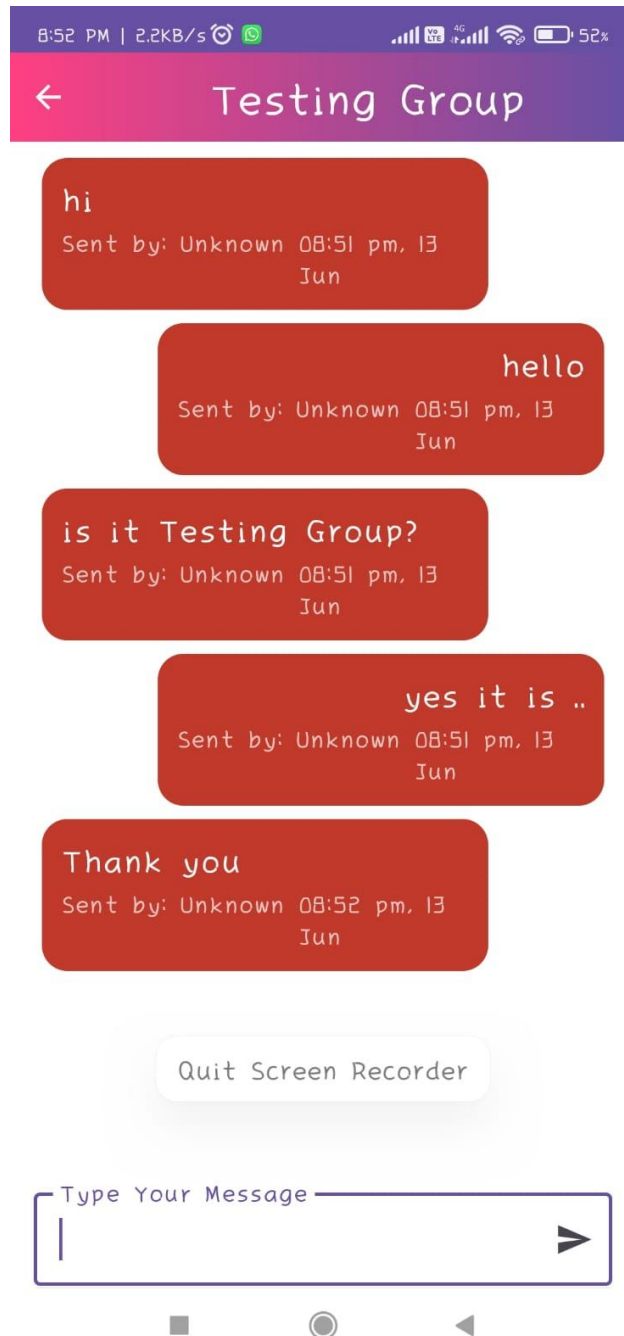 8:52 PM | 2.2KB/s Vo LTE 4G 52%
Testing Group
hi
Sent by: Unknown 08:51 pm, 13
Jun
hello
Sent by: Unknown 08:51 pm, 13
Jun
is it Testing Group?
Sent by: Unknown 08:51 pm, 13
Jun
yes it is ..
Sent by: Unknown 08:51 pm, 13
Jun
Thank you
Sent by: Unknown 08:52 pm, 13
Jun
Quit Screen Recorder
Type Your Message